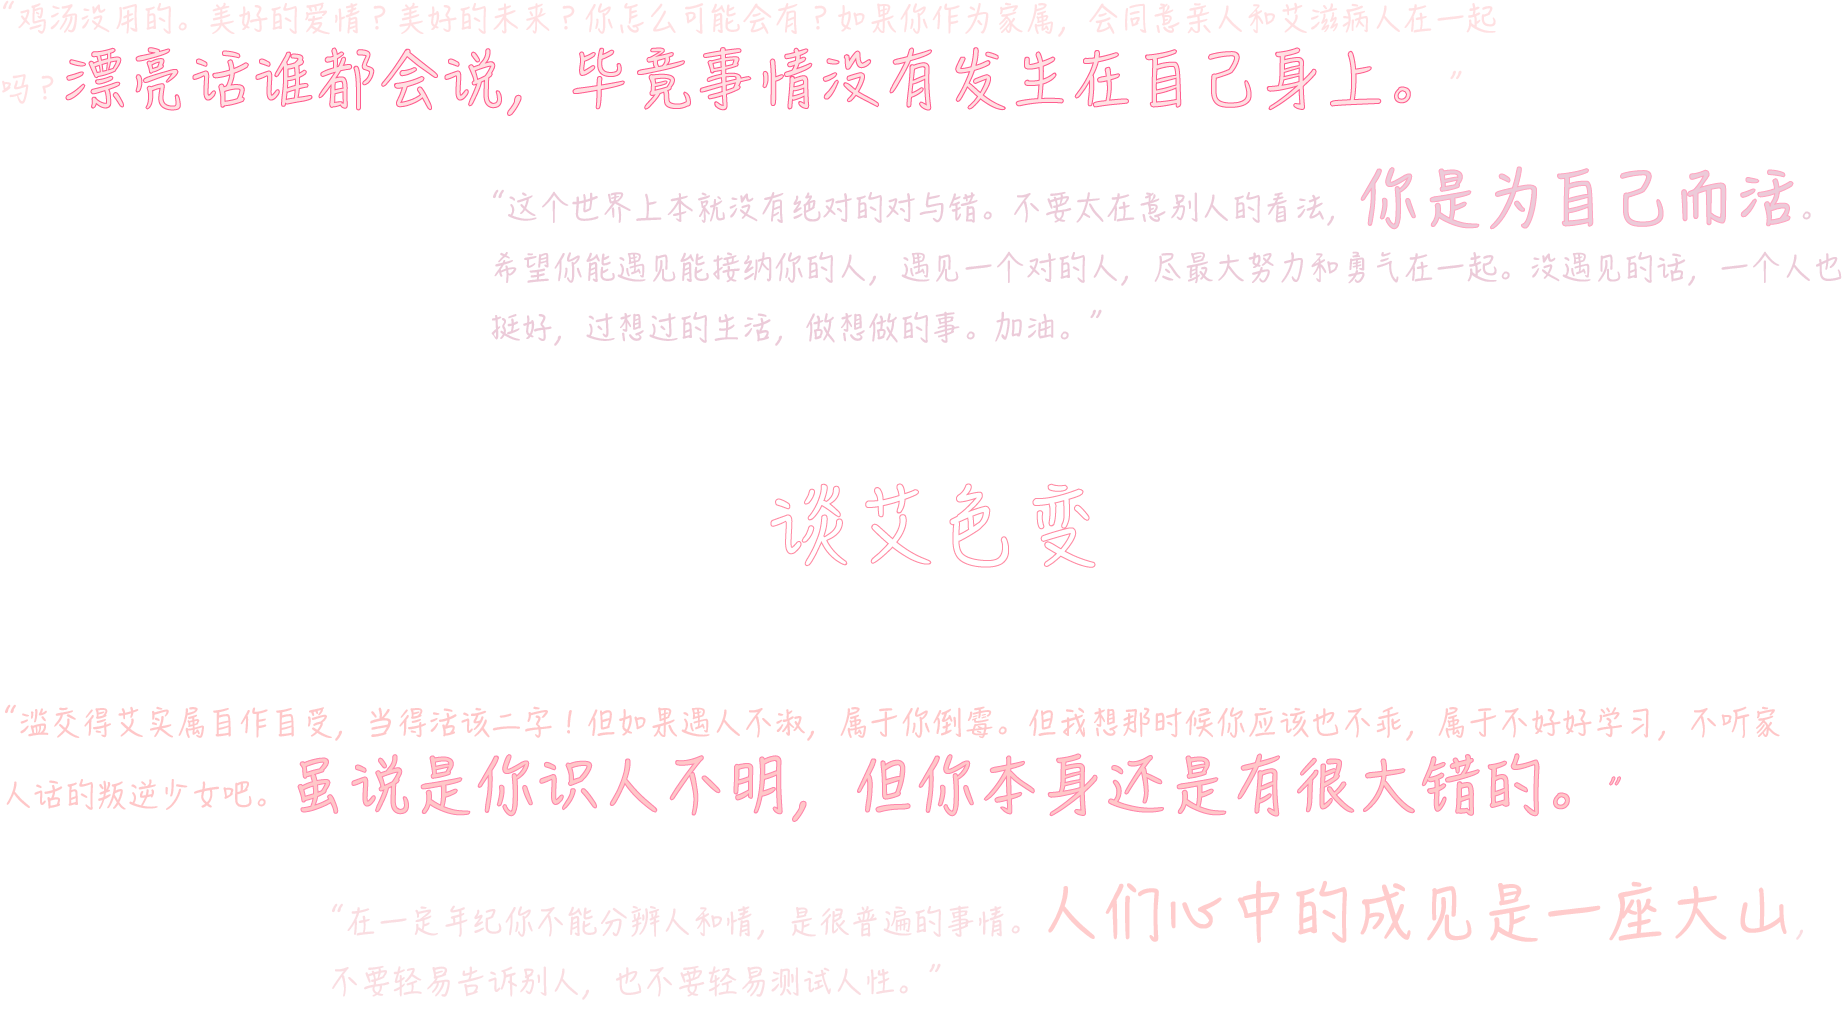 “鸡汤没用的。美好的爱情？美好的未来？你怎么可能会有？如果你作为家属，会同意亲人和艾滋病人在一起
吗？漂亮话谁都会说，毕竟事情没有发生在自己身上。”
“这个世界上本就没有绝对的对与错。不要太在意别人的看法，你是为自己而活。
希望你能遇见能接纳你的人，遇见一个对的人，尽最大努力和勇气在一起。没遇见的话，一个人也
挺好，过想过的生活，做想做的事。加油。”
谈艾色变
“滥交得艾实属自作自受，当得活该二字！但如果遇人不淑，属于你倒霉。但我想那时候你应该也不乖，属于不好好学习，不听家
人话的叛逆少女吧。虽说是你识人不明，但你本身还是有很大错的。”
“在一定年纪你不能分辨人和情，是很普遍的事情。人们心中的成见是一座大山，
不要轻易告诉别人，也不要轻易测试人性。”